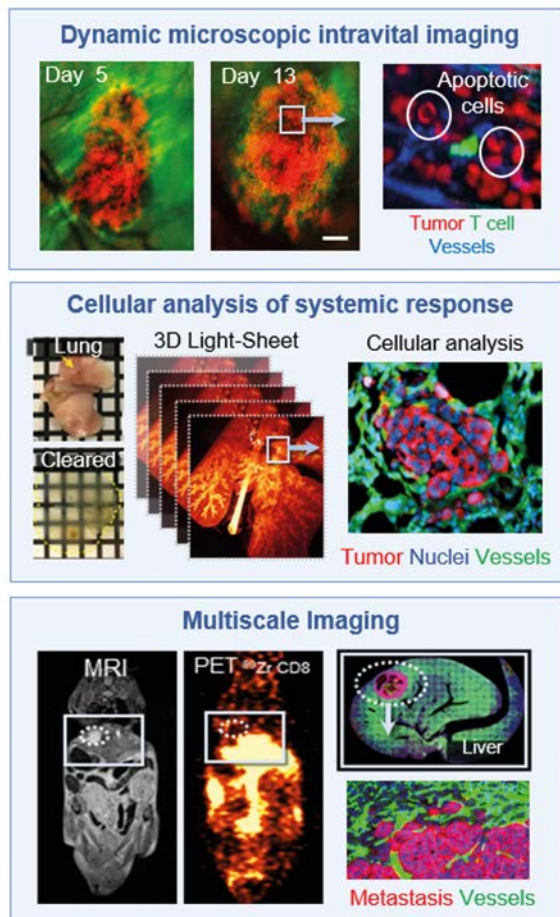 Dynamic microscopic intravital imaging
Day 5
Day 13
Apoptotic
cells
Tumor T cell
Vessels
Cellular analysis of systemic response
Lung
3D Light-Sheet
Cellular analysis
Cleared
Tumor Nuclei Vessels
Multiscale Imaging
MRI
PET ⁸⁹Zr CD8
Liver
Metastasis Vessels